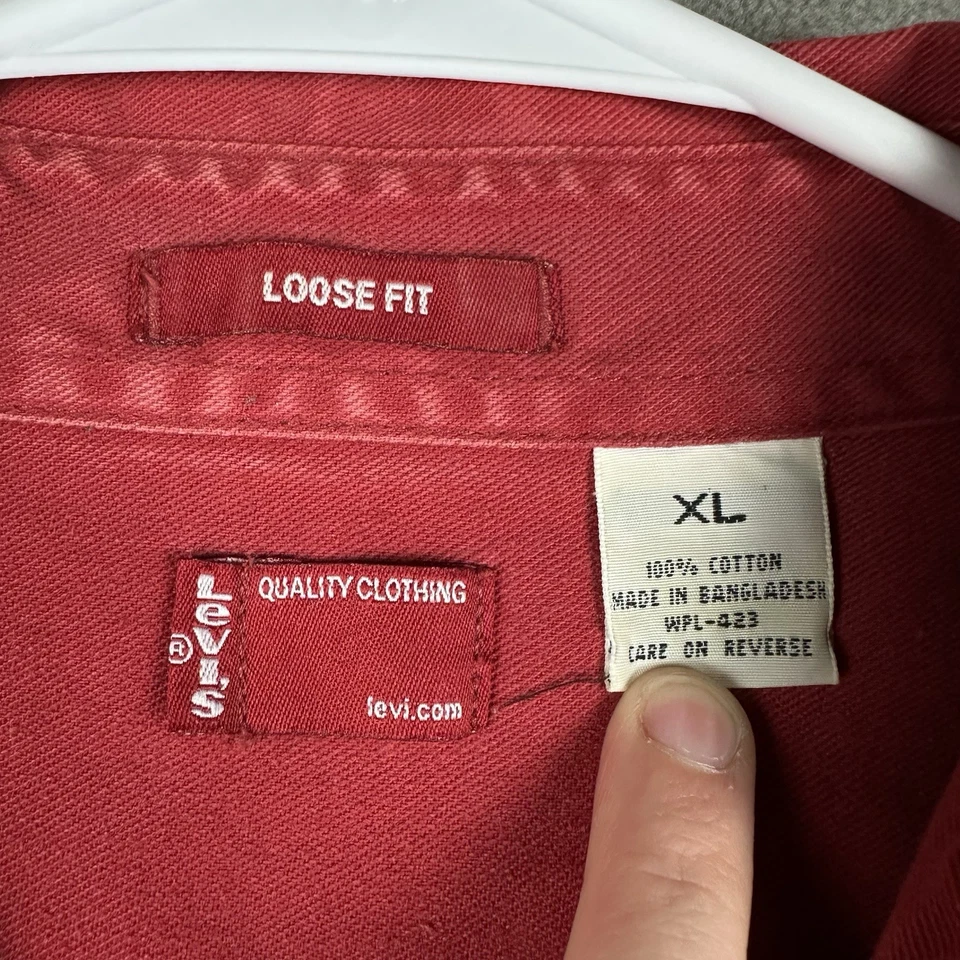 LOOSE FIT
LEVI'S
®
QUALITY CLOTHING
levi.com
XL
100% COTTON
MADE IN BANGLADESH
WPL-423
CARE ON REVERSE